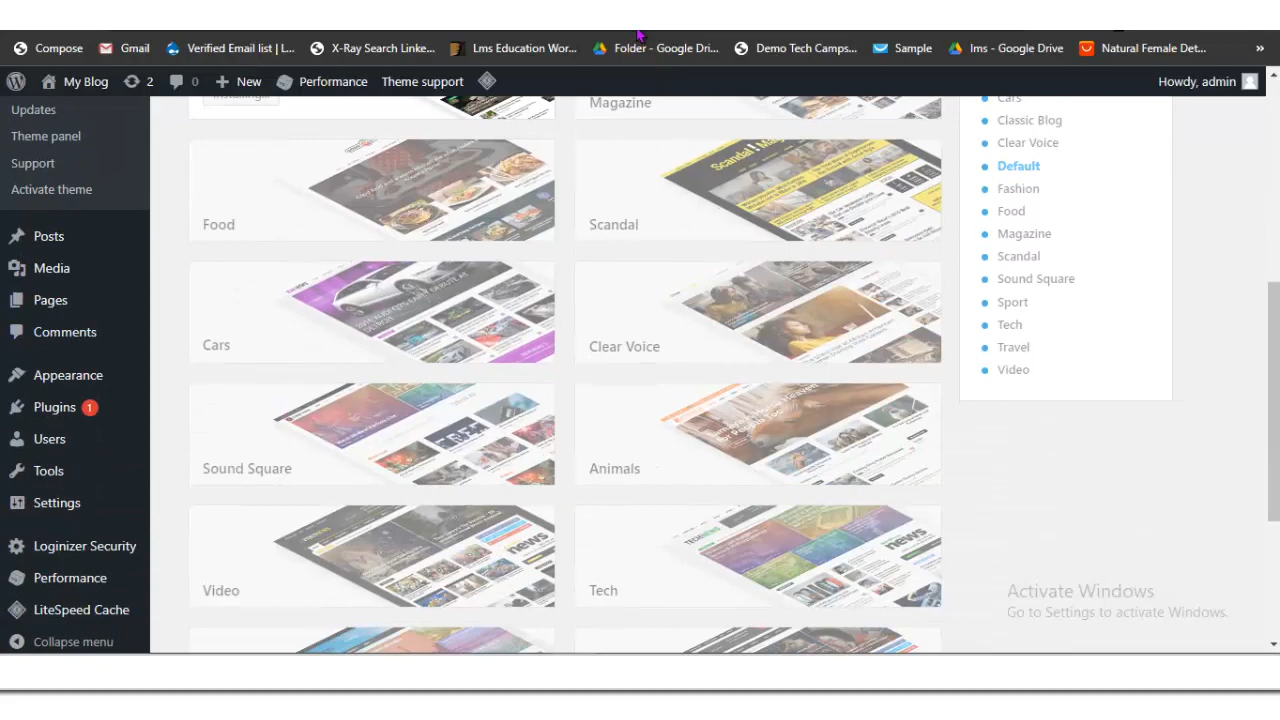 Compose Gmail Verified Email list | L... X-Ray Search Linke... Lms Education Wor... Folder - Google Dri... Demo Tech Camps... Sample lms - Google Drive Natural Female Det... »
My Blog 2 0 New Performance Theme support Howdy, admin
Updates
Theme panel
Support
Activate theme
Posts
Media
Pages
Comments
Appearance
Plugins 1
Users
Tools
Settings
Loginizer Security
Performance
LiteSpeed Cache
Collapse menu
Installing...
Magazine
Food
Scandal
Cars
Clear Voice
Sound Square
Animals
Video
Tech
Cars
Classic Blog
Clear Voice
Default
Fashion
Food
Magazine
Scandal
Sound Square
Sport
Tech
Travel
Video
Activate Windows
Go to Settings to activate Windows.